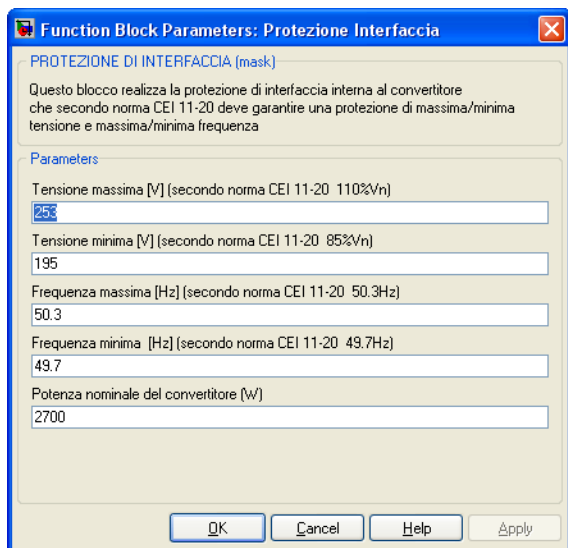 Function Block Parameters: Protezione Interfaccia
PROTEZIONE DI INTERFACCIA (mask)
Questo blocco realizza la protezione di interfaccia interna al convertitore
che secondo norma CEI 11-20 deve garantire una protezione di massima/minima
tensione e massima/minima frequenza
Parameters
Tensione massima [V] (secondo norma CEI 11-20 110%Vn)
253
Tensione minima [V] (secondo norma CEI 11-20 85%Vn)
195
Frequenza massima [Hz] (secondo norma CEI 11-20 50.3Hz)
50.3
Frequenza minima [Hz] (secondo norma CEI 11-20 49.7Hz)
49.7
Potenza nominale del convertitore (W)
2700
OK Cancel Help Apply